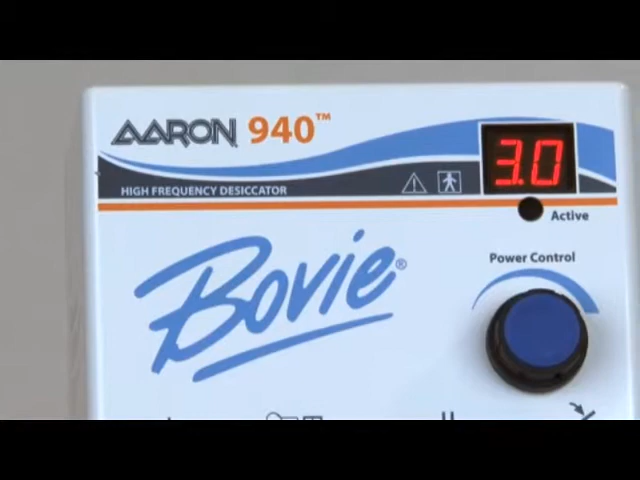 AARON 940™
3.0
HIGH FREQUENCY DESICCATOR
Active
Power Control
Bovie®